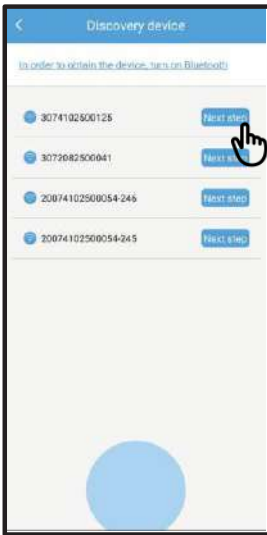 Discovery device
In order to obtain the device, turn on Bluetooth
3074102500125 Next step
3072082500041 Next step
20074102500054-246 Next step
20074102500054-245 Next step